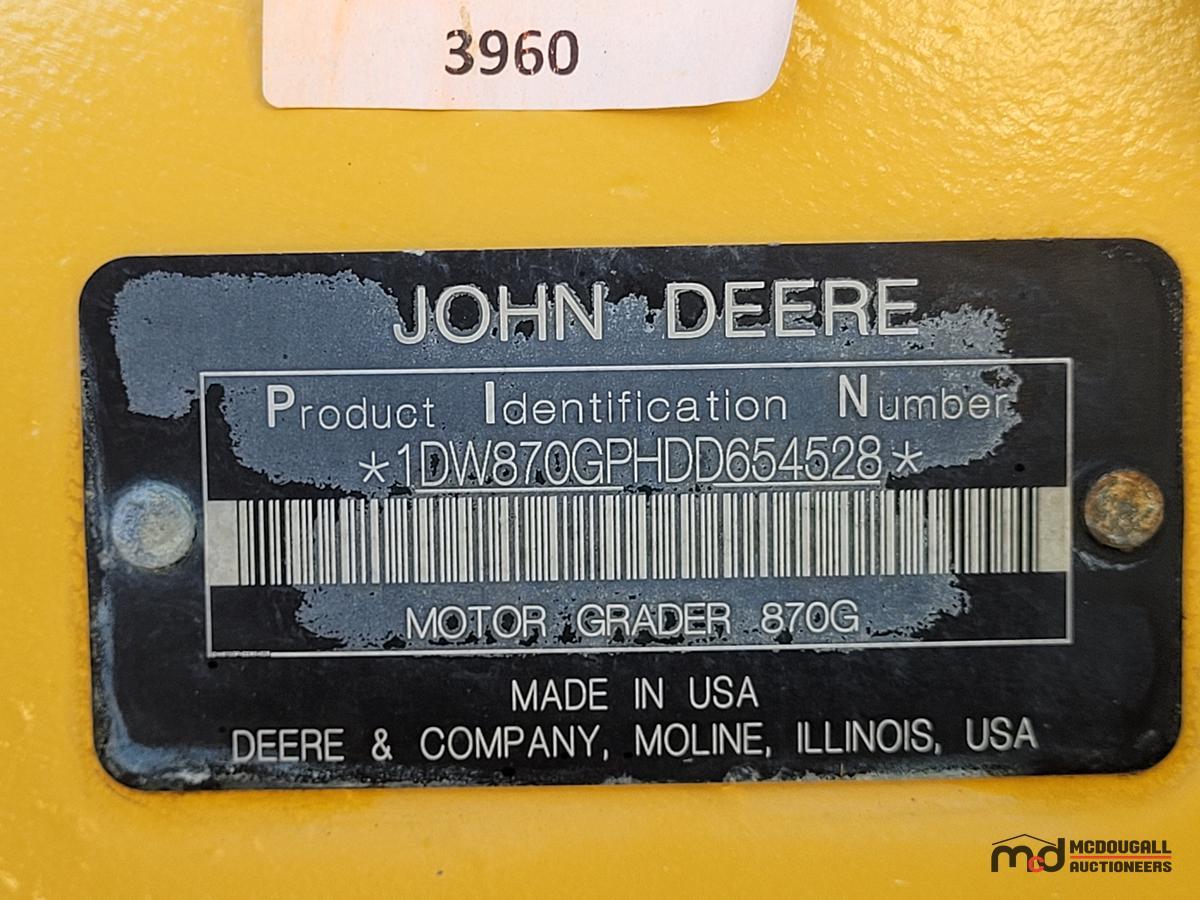 3960
JOHN DEERE
Product Identification Number
*1DW870GPHDD654528*
MOTOR GRADER 870G
MADE IN USA
DEERE & COMPANY, MOLINE, ILLINOIS, USA
mcd MCDOUGALL
AUCTIONEERS